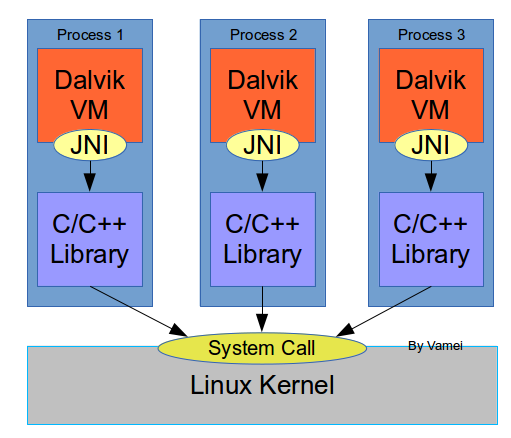 Process 1
Dalvik
VM
JNI
C/C++
Library
Process 2
Dalvik
VM
JNI
C/C++
Library
Process 3
Dalvik
VM
JNI
C/C++
Library
System Call
By Vamei
Linux Kernel